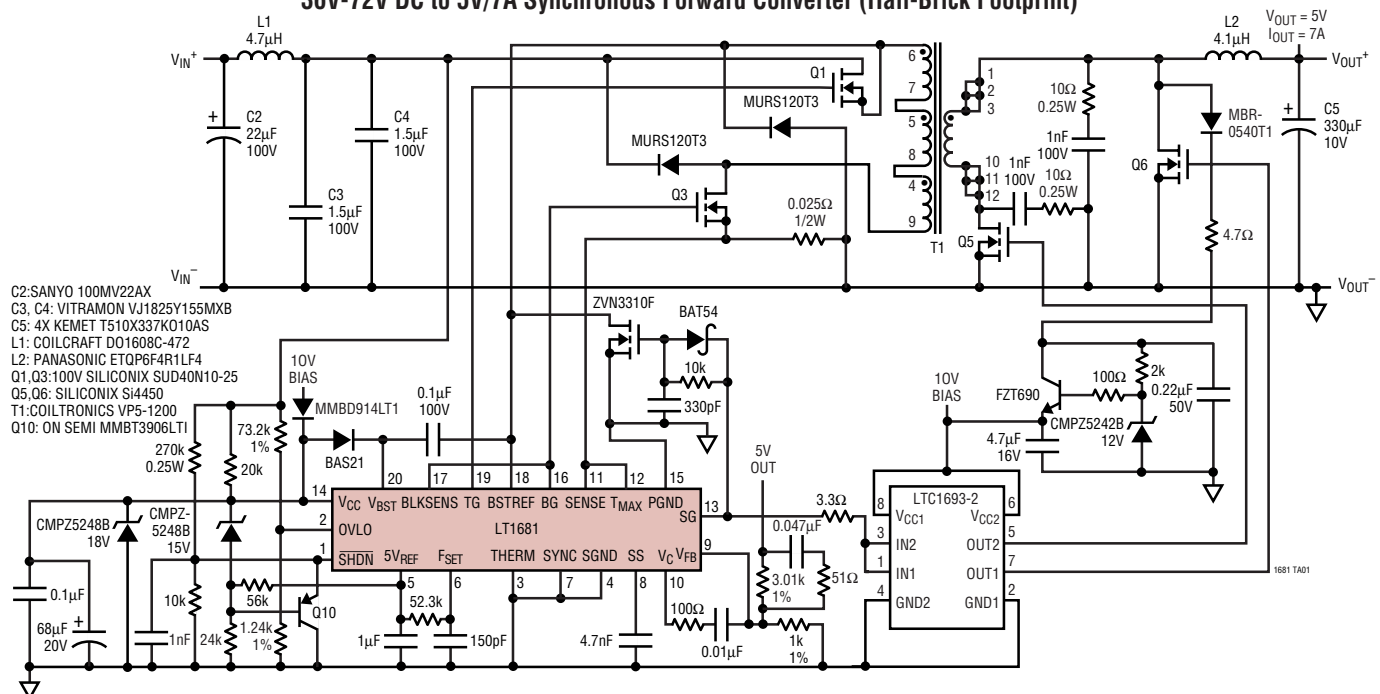 36V-72V DC to 5V/7A Synchronous Forward Converter (Half-Brick Footprint)
L1
4.7µH
VIN+
+
C2
22µF
100V
C3
1.5µF
100V
C4
1.5µF
100V
VIN–
Q1
MURS120T3
MURS120T3
Q3
0.025Ω
1/2W
6
7
5
8
4
9
T1
1
2
3
10
11
12
1nF
100V
10Ω
0.25W
10Ω
0.25W
1nF
100V
Q5
Q6
MBR-
0540T1
4.7Ω
L2
4.1µH
VOUT = 5V
IOUT = 7A
VOUT+
+
C5
330µF
10V
VOUT–
C2:SANYO 100MV22AX
C3, C4: VITRAMON VJ1825Y155MXB
C5: 4X KEMET T510X337KO10AS
L1: COILCRAFT DO1608C-472
L2: PANASONIC ETQP6F4R1LF4
Q1,Q3:100V SILICONIX SUD40N10-25
Q5,Q6: SILICONIX Si4450
T1:COILTRONICS VP5-1200
Q10: ON SEMI MMBT3906LTI
10V
BIAS
MMBD914LT1
BAS21
0.1µF
100V
270k
0.25W
20k
73.2k
1%
ZVN3310F
BAT54
10k
330pF
10V
BIAS
FZT690
100Ω
2k
0.22µF
50V
CMPZ5242B
12V
4.7µF
16V
CMPZ5248B
18V
CMPZ-
5248B
15V
0.1µF
68µF
20V
+
1nF
10k
24k
56k
1.24k
1%
Q10
14
2
1
20
17
19
18
16
11
12
15
13
9
VCC VBST BLKSENS TG BSTREF BG SENSE TMAX PGND
SG
OVLO
LT1681
SHDN 5VREF FSET THERM SYNC SGND SS VC VFB
5
6
3
7
4
8
10
52.3k
1µF
150pF
4.7nF
100Ω
0.01µF
5V
OUT
0.047µF
3.01k
1%
51Ω
1k
1%
3.3Ω
LTC1693-2
8
VCC1
VCC2
6
3
IN2
OUT2
5
1
IN1
OUT1
7
4
GND2
GND1
2
1681 TA01